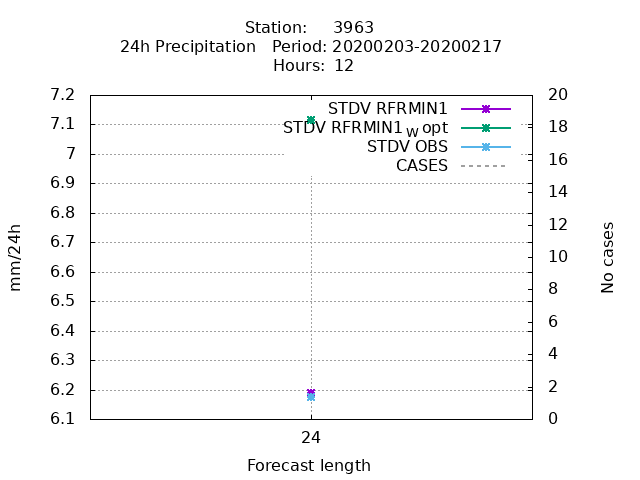 Station: 3963
24h Precipitation Period: 20200203-20200217
Hours: 12
7.2
7.1
7
6.9
6.8
6.7
6.6
6.5
6.4
6.3
6.2
6.1
mm/24h
STDV RFRMIN1
STDV RFRMIN1wopt
STDV OBS
CASES
20
18
16
14
12
10
8
6
4
2
0
No cases
24
Forecast length